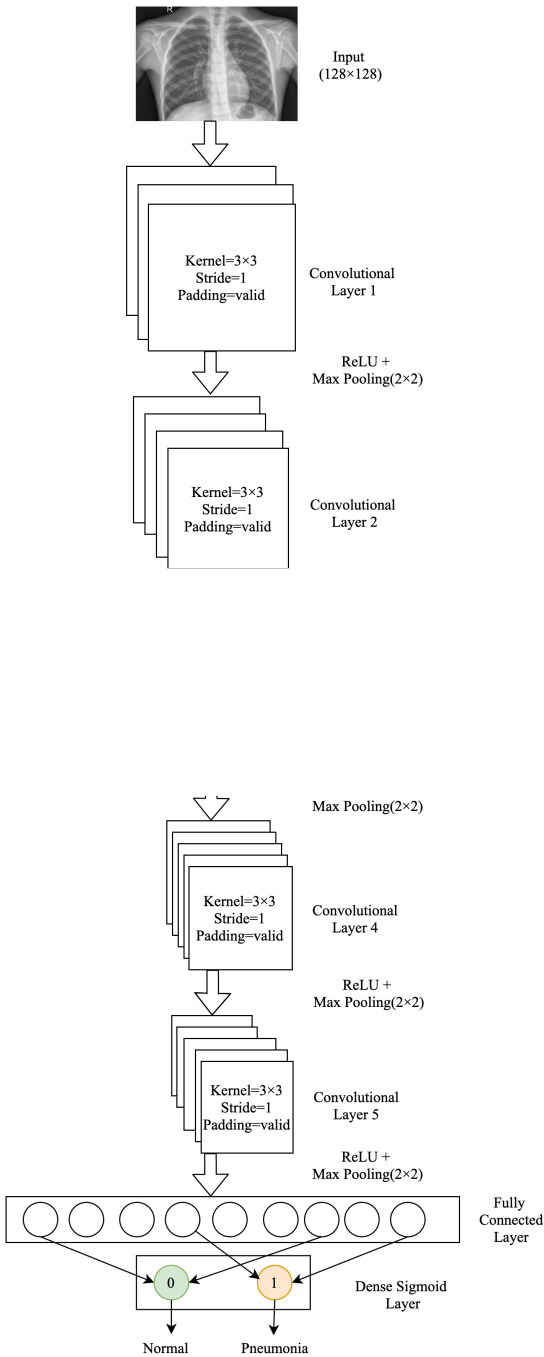 R
Input
(128×128)
Kernel=3×3
Stride=1
Padding=valid
Convolutional
Layer 1
ReLU +
Max Pooling(2×2)
Kernel=3×3
Stride=1
Padding=valid
Convolutional
Layer 2
Max Pooling(2×2)
Kernel=3×3
Stride=1
Padding=valid
Convolutional
Layer 4
ReLU +
Max Pooling(2×2)
Kernel=3×3
Stride=1
Padding=valid
Convolutional
Layer 5
ReLU +
Max Pooling(2×2)
Fully
Connected
Layer
0
1
Dense Sigmoid
Layer
Normal
Pneumonia